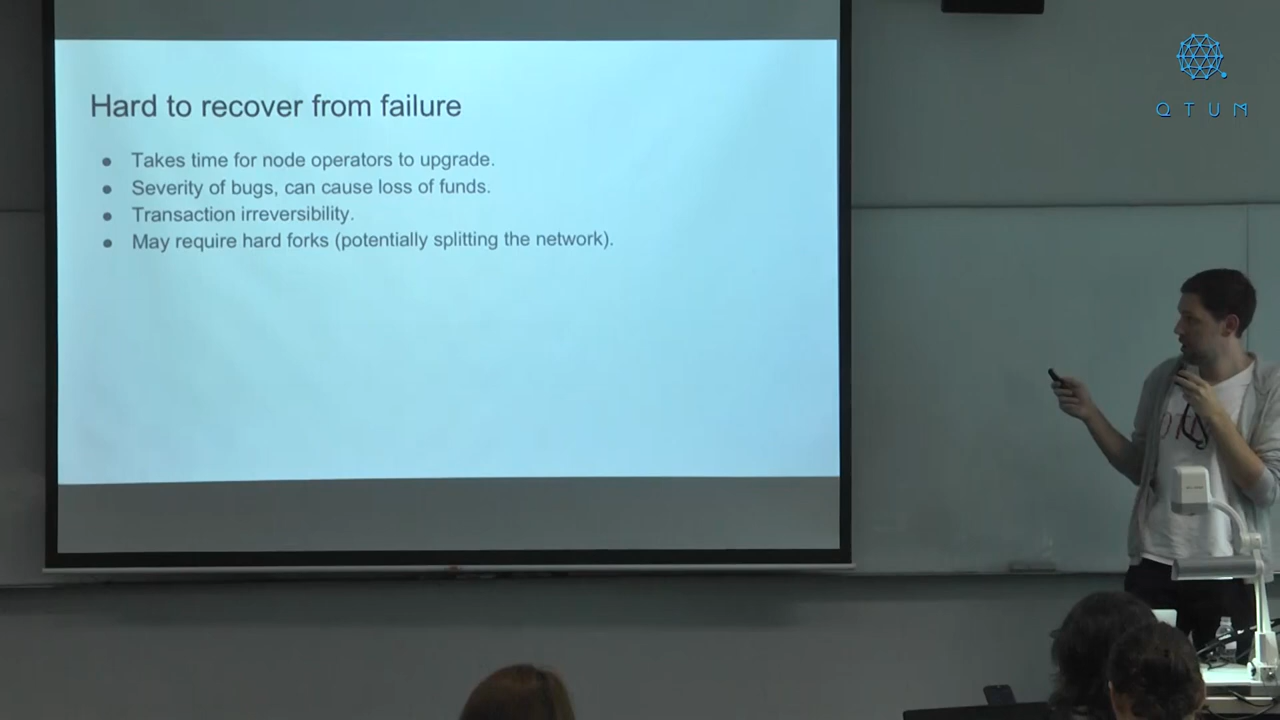 Hard to recover from failure
● Takes time for node operators to upgrade.
● Severity of bugs, can cause loss of funds.
● Transaction irreversibility.
● May require hard forks (potentially splitting the network).
QTUM